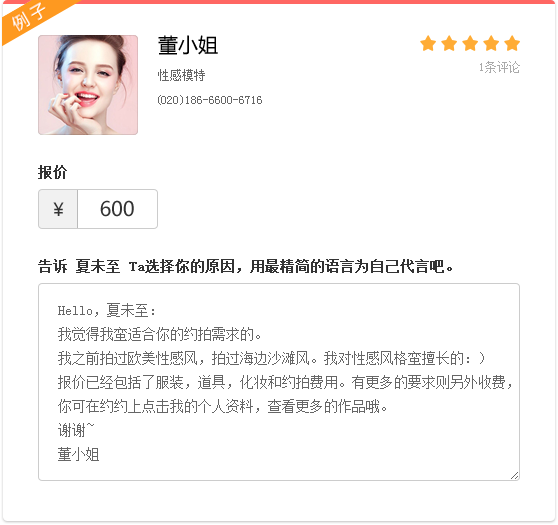 例子
董小姐
性感模特
(020)186-6600-6716
1条评论
报价
¥ 600
告诉 夏未至 Ta选择你的原因，用最精简的语言为自己代言吧。
Hello，夏未至：
我觉得我蛮适合你的约拍需求的。
我之前拍过欧美性感风，拍过海边沙滩风。我对性感风格蛮擅长的：）
报价已经包括了服装，道具，化妆和约拍费用。有更多的要求则另外收费，
你可在约约上点击我的个人资料，查看更多的作品哦。
谢谢~
董小姐